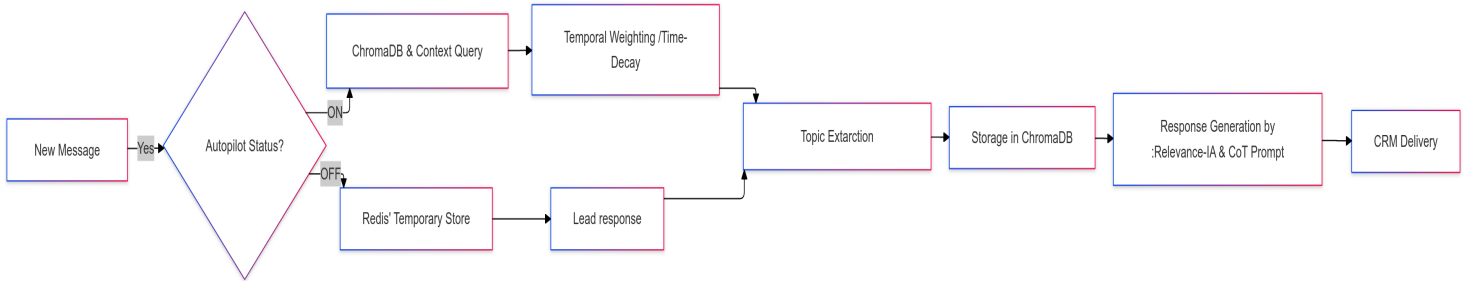 New Message
Yes
Autopilot Status?
ON
ChromaDB & Context Query
Temporal Weighting /Time-
Decay
OFF
Redis' Temporary Store
Lead response
Topic Extarction
Storage in ChromaDB
Response Generation by
:Relevance-IA & CoT Prompt
CRM Delivery